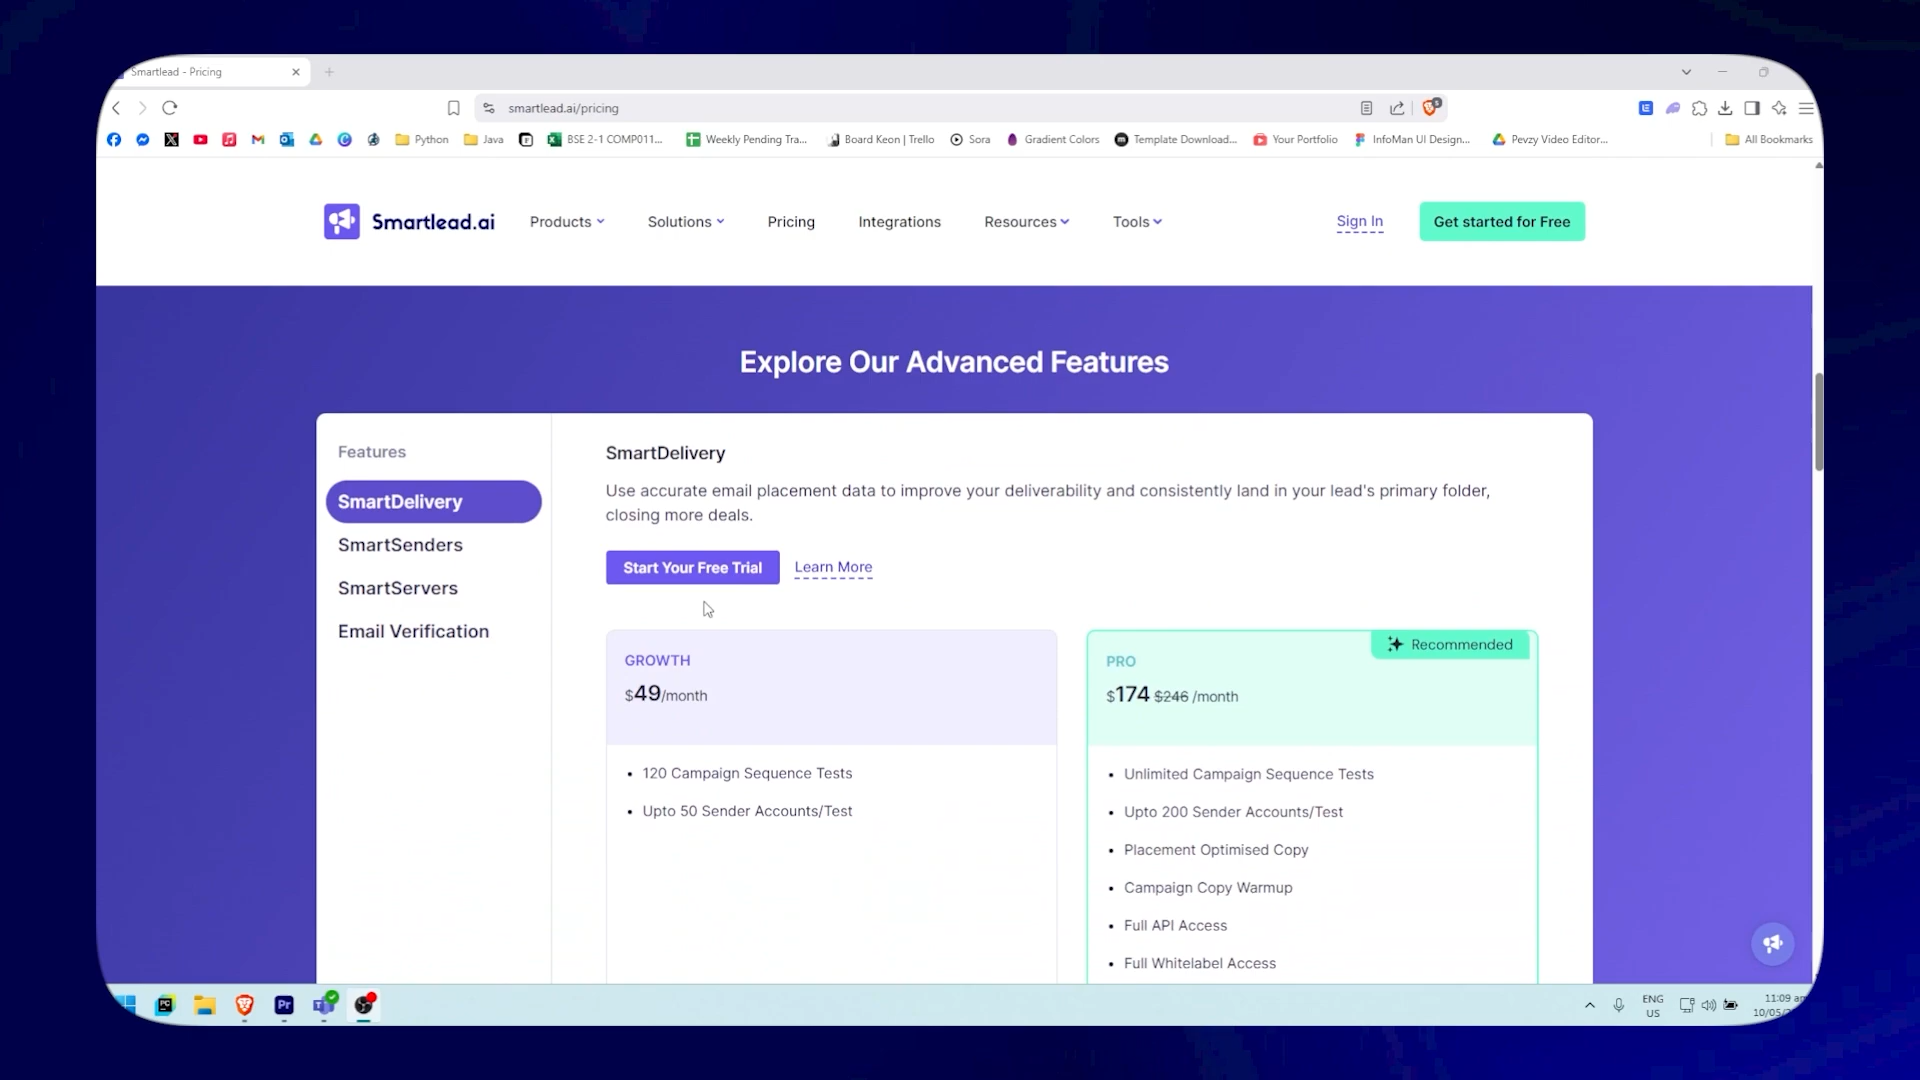 Smartlead - Pricing
smartlead.ai/pricing
Python
Java
BSE 2-1 COMP011...
Weekly Pending Tra...
Board Keon | Trello
Sora
Gradient Colors
Template Download...
Your Portfolio
InfoMan UI Design...
Pevzy Video Editor...
All Bookmarks
Smartlead.ai
Products
Solutions
Pricing
Integrations
Resources
Tools
Sign In
Get started for Free
Explore Our Advanced Features
Features
SmartDelivery
SmartSenders
SmartServers
Email Verification
SmartDelivery
Use accurate email placement data to improve your deliverability and consistently land in your lead's primary folder,
closing more deals.
Start Your Free Trial
Learn More
GROWTH
$49/month
• 120 Campaign Sequence Tests
• Upto 50 Sender Accounts/Test
Recommended
PRO
$174 $246 /month
• Unlimited Campaign Sequence Tests
• Upto 200 Sender Accounts/Test
• Placement Optimised Copy
• Campaign Copy Warmup
• Full API Access
• Full Whitelabel Access
PC
Pr
ENG
US
11:09
10/05/